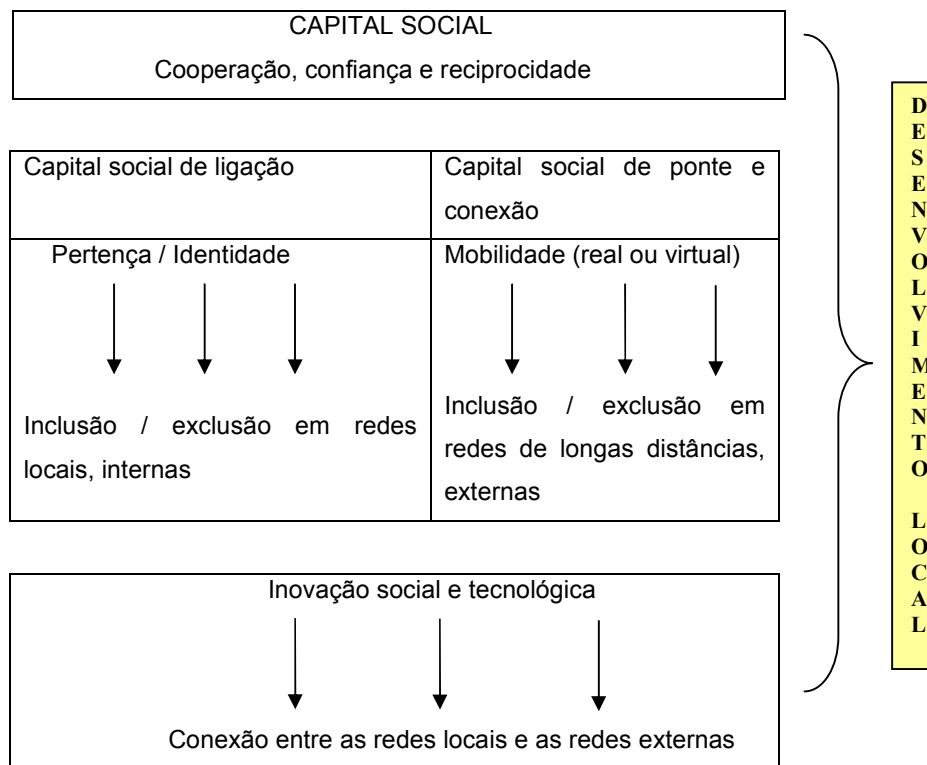 CAPITAL SOCIAL
Cooperação, confiança e reciprocidade
Capital social de ligação
Capital social de ponte e
conexão
Pertença / Identidade
Mobilidade (real ou virtual)
Inclusão / exclusão em redes
locais, internas
Inclusão / exclusão em
redes de longas distâncias,
externas
Inovação social e tecnológica
Conexão entre as redes locais e as redes externas
D
E
S
E
N
V
O
L
V
I
M
E
N
T
O
L
O
C
A
L